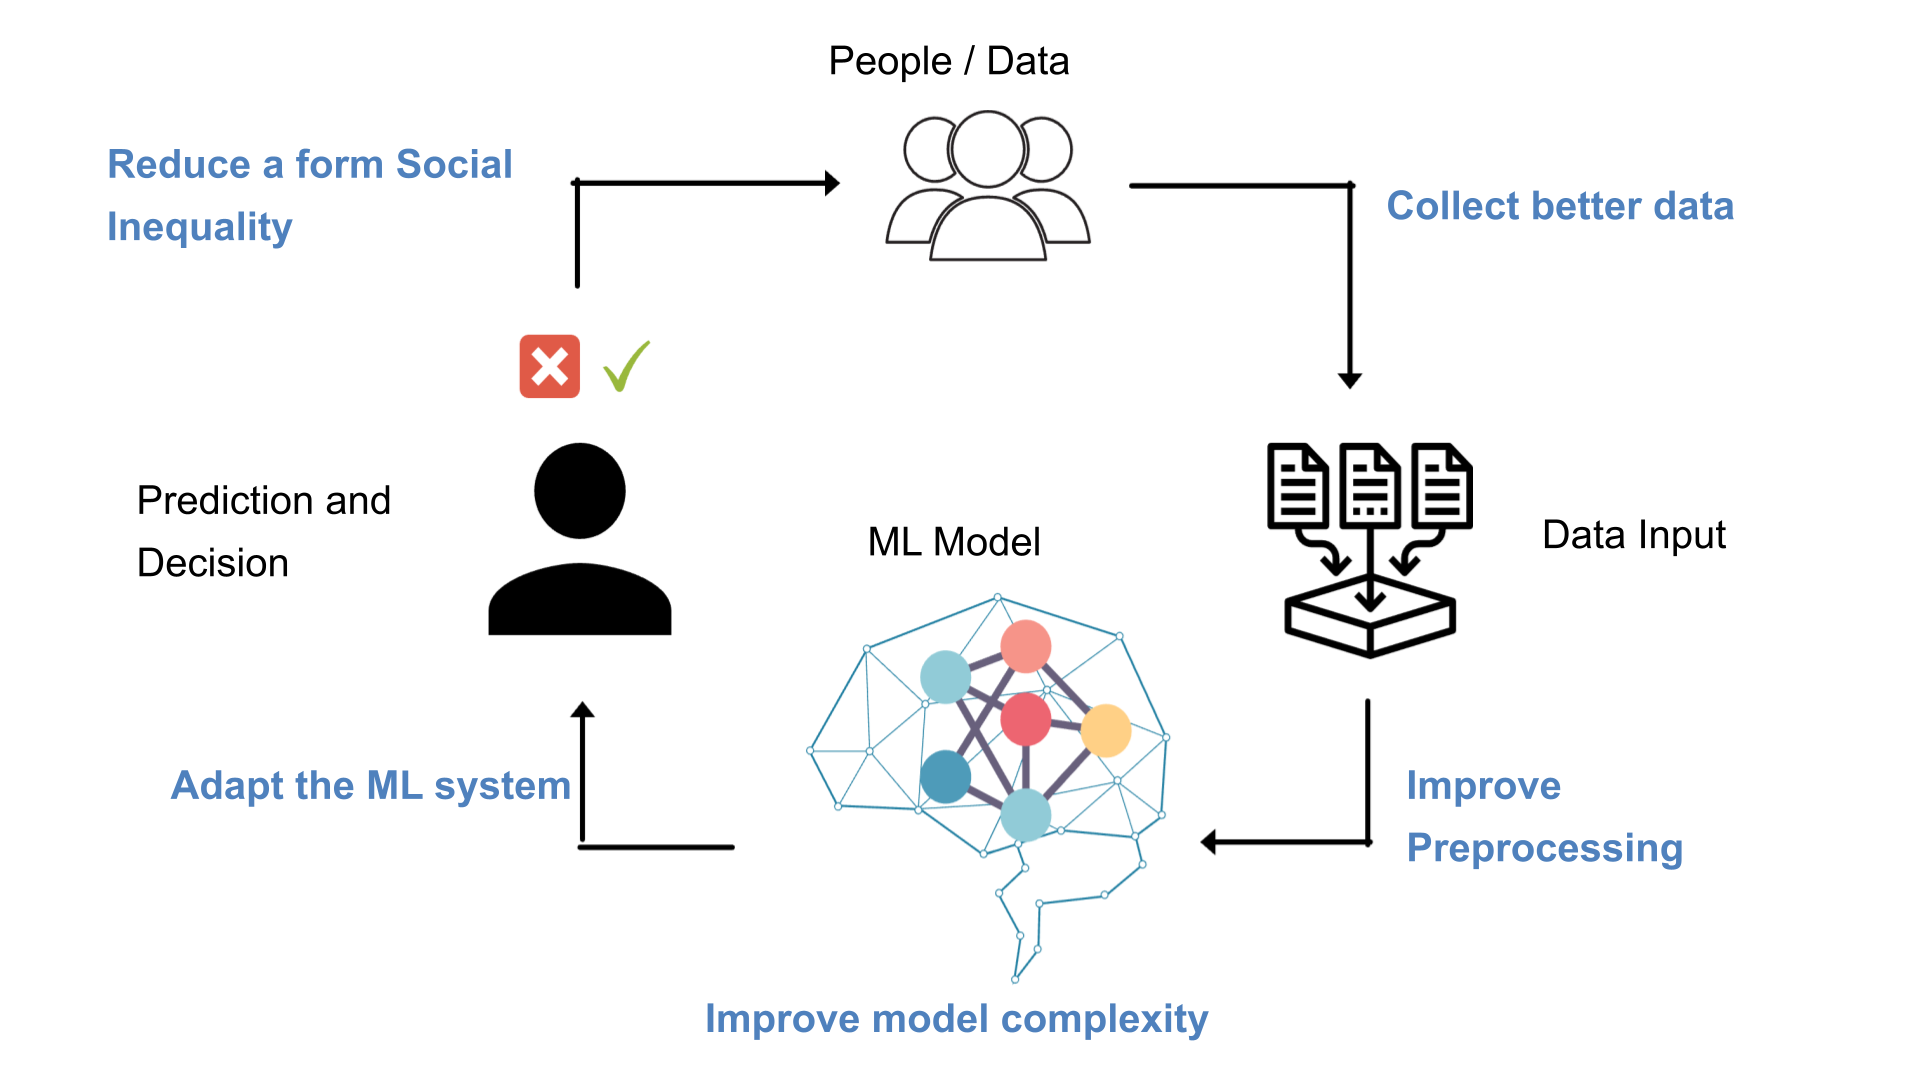 People / Data
Reduce a form Social
Inequality
Collect better data
Prediction and
Decision
ML Model
Data Input
Adapt the ML system
Improve
Preprocessing
Improve model complexity